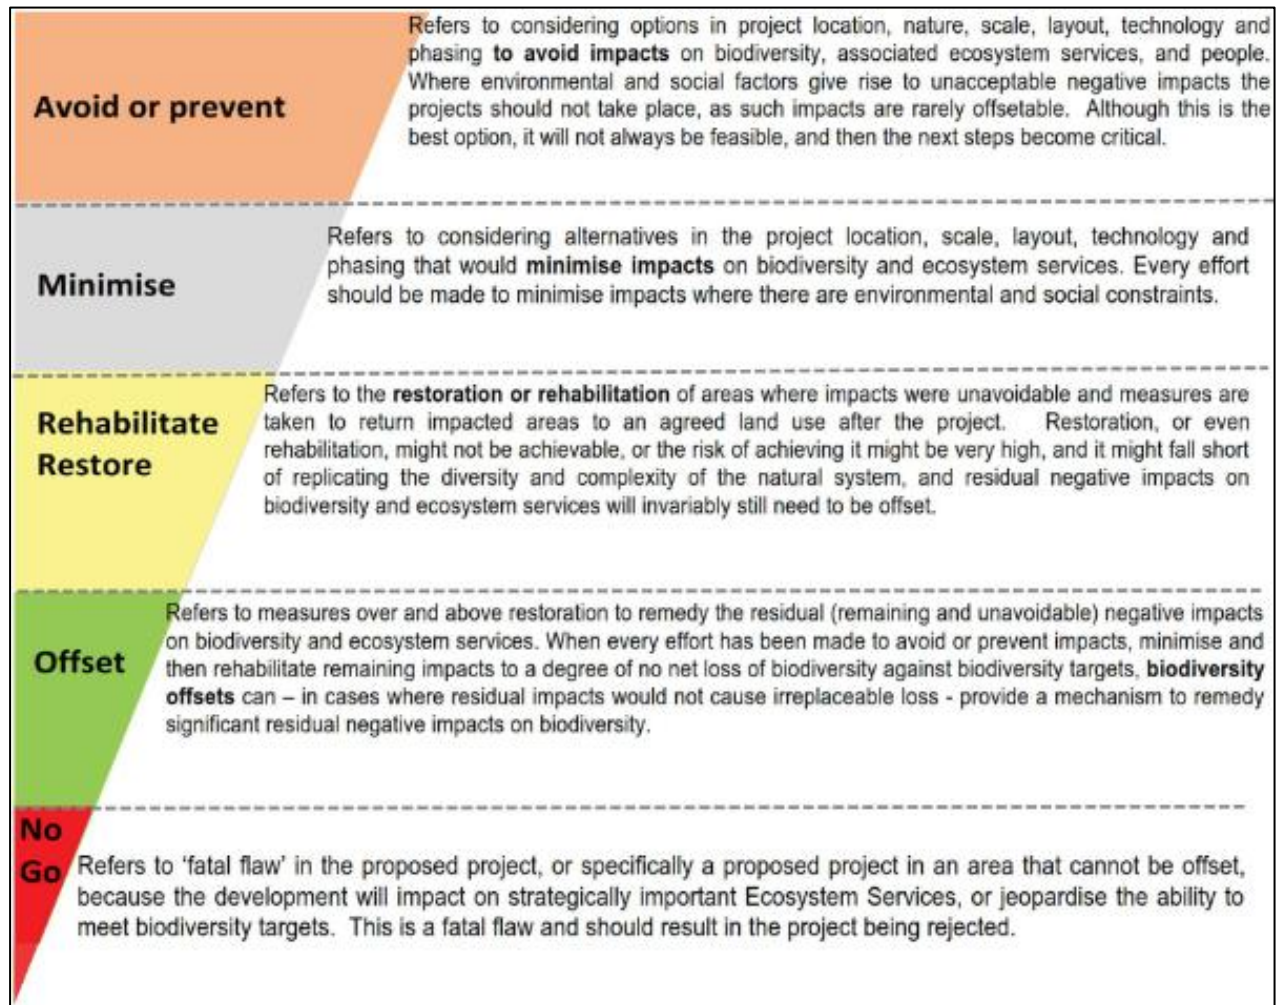 Avoid or prevent
Refers to considering options in project location, nature, scale, layout, technology and
phasing to avoid impacts on biodiversity, associated ecosystem services, and people.
Where environmental and social factors give rise to unacceptable negative impacts the
projects should not take place, as such impacts are rarely offsetable. Although this is the
best option, it will not always be feasible, and then the next steps become critical.
Minimise
Refers to considering alternatives in the project location, scale, layout, technology and
phasing that would minimise impacts on biodiversity and ecosystem services. Every effort
should be made to minimise impacts where there are environmental and social constraints.
Rehabilitate
Restore
Refers to the restoration or rehabilitation of areas where impacts were unavoidable and measures are
taken to return impacted areas to an agreed land use after the project. Restoration, or even
rehabilitation, might not be achievable, or the risk of achieving it might be very high, and it might fall short
of replicating the diversity and complexity of the natural system, and residual negative impacts on
biodiversity and ecosystem services will invariably still need to be offset.
Offset
Refers to measures over and above restoration to remedy the residual (remaining and unavoidable) negative impacts
on biodiversity and ecosystem services. When every effort has been made to avoid or prevent impacts, minimise and
then rehabilitate remaining impacts to a degree of no net loss of biodiversity against biodiversity targets, biodiversity
offsets can – in cases where residual impacts would not cause irreplaceable loss - provide a mechanism to remedy
significant residual negative impacts on biodiversity.
No
Go
Refers to ‘fatal flaw’ in the proposed project, or specifically a proposed project in an area that cannot be offset,
because the development will impact on strategically important Ecosystem Services, or jeopardise the ability to
meet biodiversity targets. This is a fatal flaw and should result in the project being rejected.